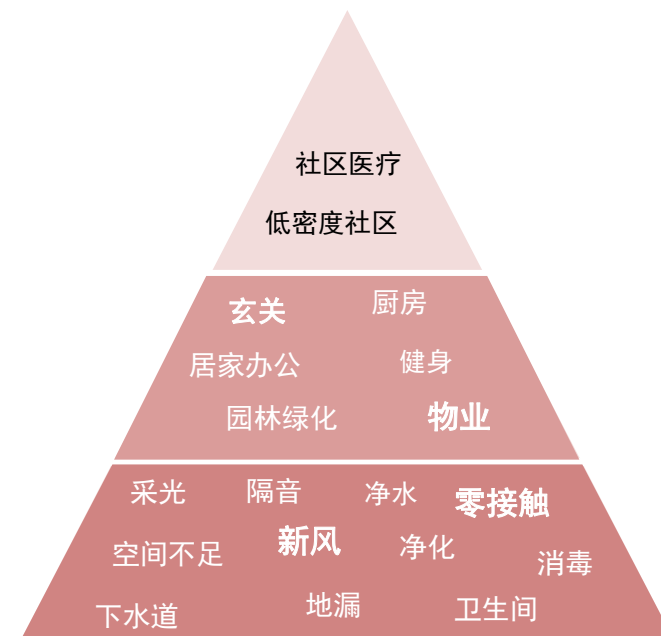 社区医疗
低密度社区
玄关 厨房
居家办公 健身
园林绿化 物业
采光 隔音 净水 零接触
空间不足 新风 净化 消毒
下水道 地漏 卫生间